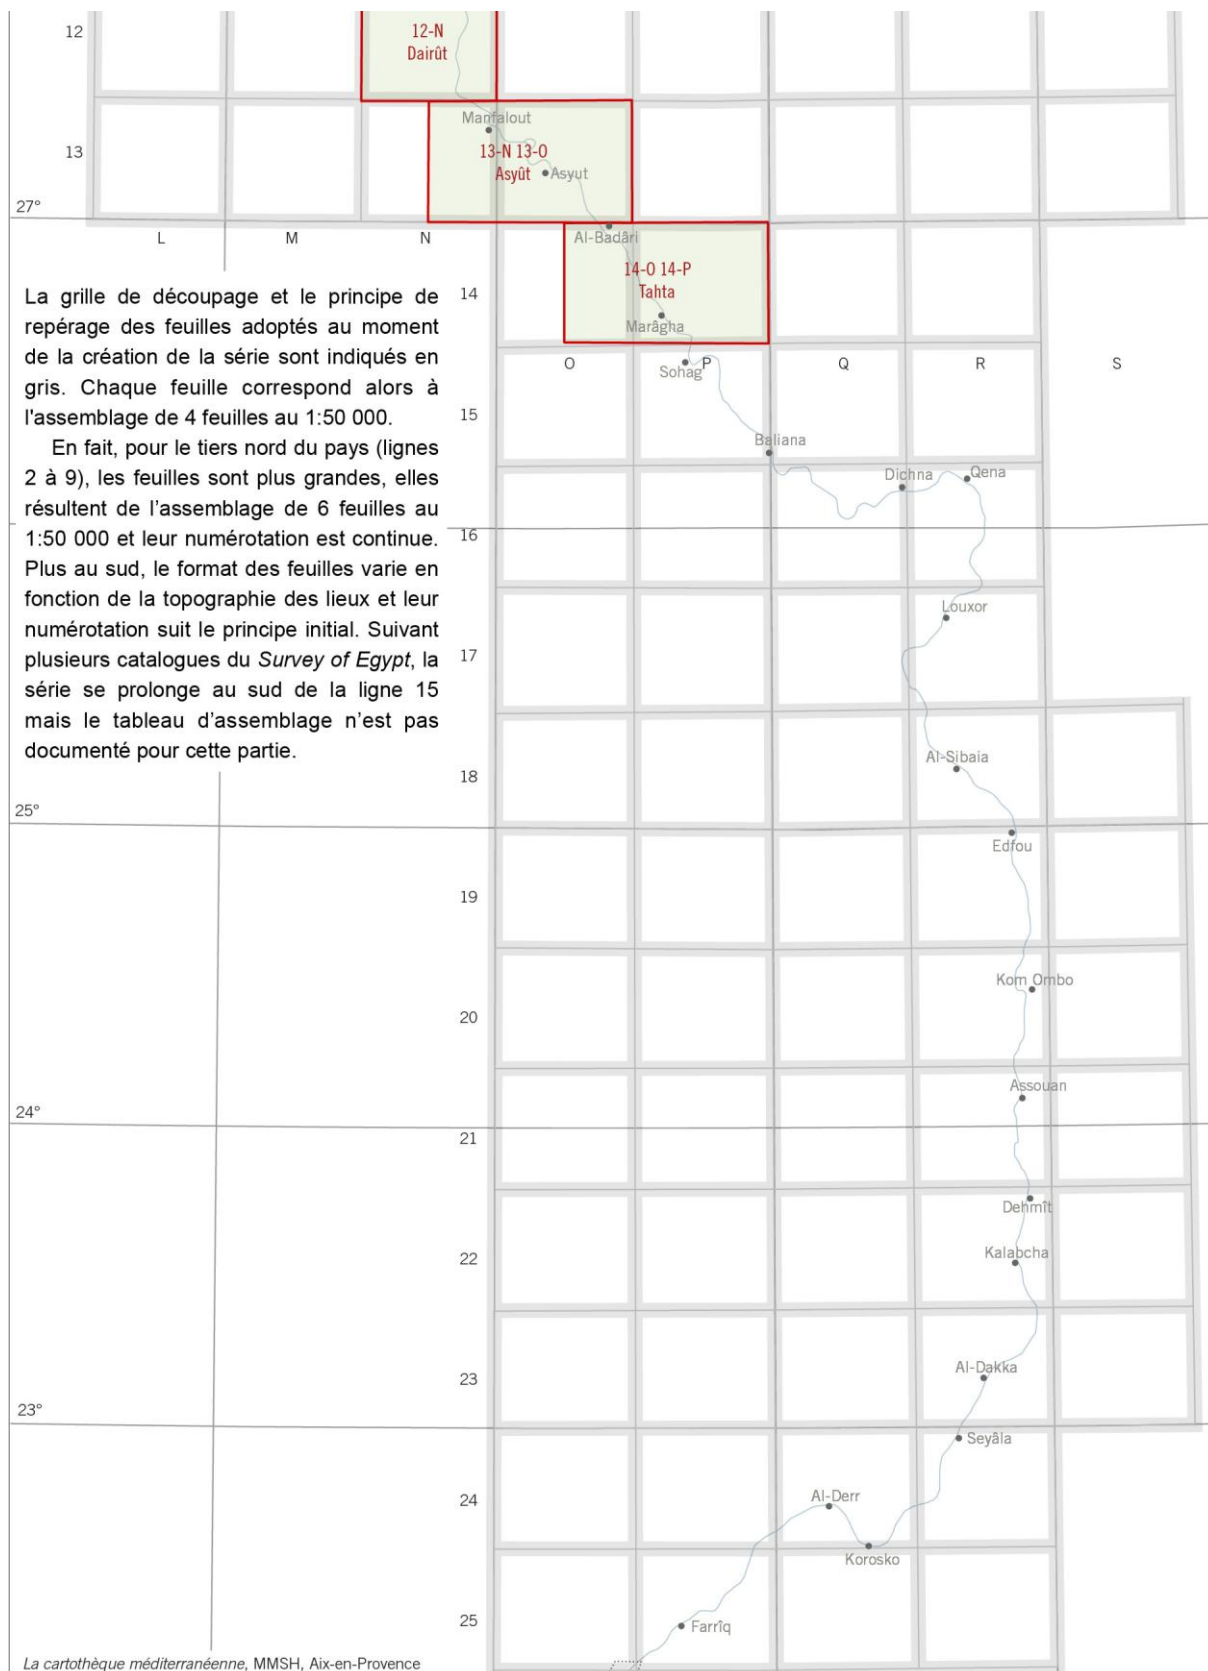 12
12-N
Dairût
Manfalout
13
13-N 13-O
Asyût
Asyut
27°
L
M
N
Al-Badâri
14-O 14-P
Tahta
14
Marâgha
La grille de découpage et le principe de
repérage des feuilles adoptés au moment
de la création de la série sont indiqués en
gris. Chaque feuille correspond alors à
l'assemblage de 4 feuilles au 1:50 000.
En fait, pour le tiers nord du pays (lignes
2 à 9), les feuilles sont plus grandes, elles
résultent de l'assemblage de 6 feuilles au
1:50 000 et leur numérotation est continue.
Plus au sud, le format des feuilles varie en
fonction de la topographie des lieux et leur
numérotation suit le principe initial. Suivant
plusieurs catalogues du Survey of Egypt, la
série se prolonge au sud de la ligne 15
mais le tableau d'assemblage n'est pas
documenté pour cette partie.
O
P
Q
R
S
Sohag
15
Baliana
Dichna
Qena
16
Louxor
17
Al-Sibaia
18
25°
Edfou
19
Kom Ombo
20
Assouan
24°
21
Dehmît
Kalabcha
22
Al-Dakka
23
23°
Seyâla
Al-Derr
24
Korosko
25
Farrîq
La cartothèque méditerranéenne, MMSH, Aix-en-Provence